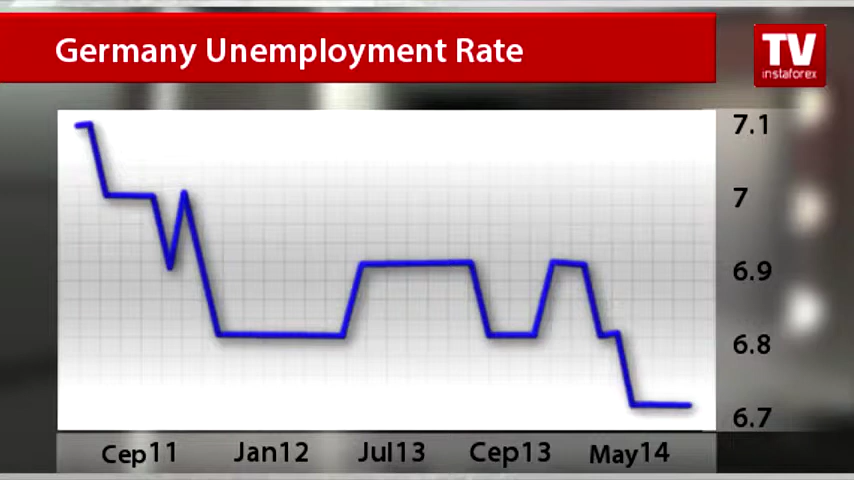 Germany Unemployment Rate
TV
instaforex
7.1
7
6.9
6.8
6.7
Cep11
Jan12
Jul13
Cep13
May14